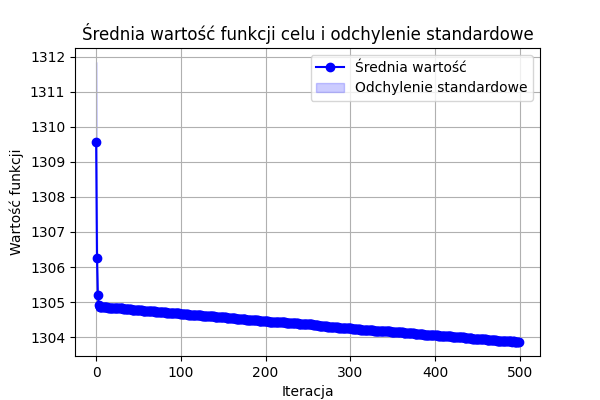 Średnia wartość funkcji celu i odchylenie standardowe
Średnia wartość
Odchylenie standardowe
Wartość funkcji
1312
1311
1310
1309
1308
1307
1306
1305
1304
0 100 200 300 400 500
Iteracja